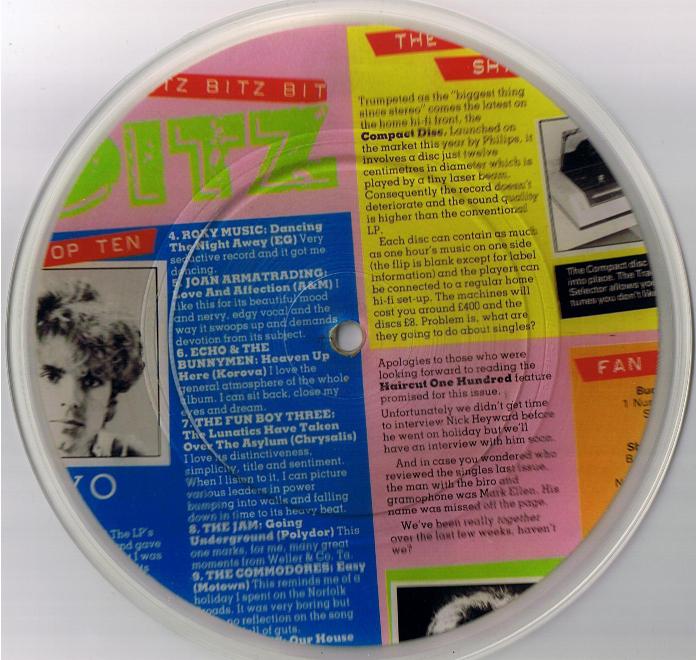 TZ BITZ BIT
BITZ
OP TEN
4. ROXY MUSIC: Dancing
The Night Away (EG) Very
seductive record and it got me
dancing.
5. JOAN ARMATRADING:
Love And Affection (A&M) I
like this for its beautiful mood
and nervy, edgy vocal and the
way it swoops up and demands
devotion from its subject.
6. ECHO & THE
BUNNYMEN: Heaven Up
Here (Korova) I love the
general atmosphere of the whole
album. I can sit back, close my
eyes and dream.
7. THE FUN BOY THREE:
The Lunatics Have Taken
Over The Asylum (Chrysalis)
I love its distinctiveness,
simplicity, title and sentiment.
When I listen to it, I can picture
various leaders in power
bumping into walls and falling
down in time to its heavy beat.
8. THE JAM: Going
Underground (Polydor) This
one marks, for me, many great
moments from Weller & Co. Ta.
9. THE COMMODORES: Easy
(Motown) This reminds me of a
holiday I spent on the Norfolk
Broads. It was very boring but
no reflection on the song
full of guts.
Our House
YO
The LP's
and gave
I was
THE
Trumpeted as the "biggest thing
since stereo" comes the latest on
the home hi-fi front, the
Compact Disc. Launched on
the market this year by Philips, it
involves a disc just twelve
centimetres in diameter which is
played by a tiny laser beam.
Consequently the record doesn't
deteriorate and the sound quality
is higher than the conventional
LP.
Each disc can contain as much
as one hour's music on one side
(the flip is blank except for label
information) and the players can
be connected to a regular home
hi-fi set-up. The machines will
cost you around £400 and the
discs £8. Problem is, what are
they going to do about singles?
The Compact disc
into place. The Tra
Selector allows yo
tunes you don't lik
Apologies to those who were
looking forward to reading the
Haircut One Hundred feature
promised for this issue.
Unfortunately we didn't get time
to interview Nick Heyward before
he went on holiday but we'll
have an interview with him soon.
And in case you wondered who
reviewed the singles last issue,
the man with the biro and
gramophone was Mark Ellen. His
name was missed off the page.
We've been really together
over the last few weeks, haven't
we?
FAN
1 Nu